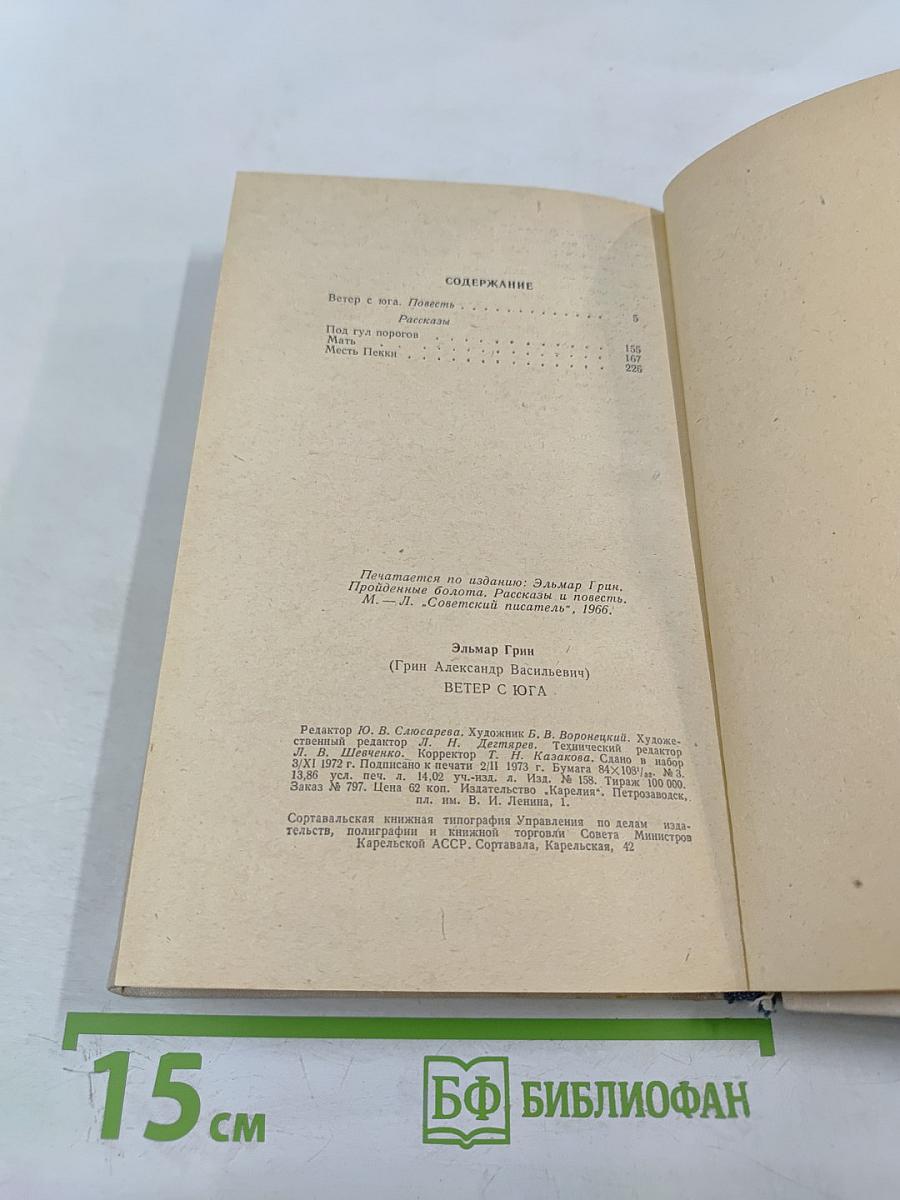 СОДЕРЖАНИЕ
Ветер с юга. Повесть . . . . . . . . . . . . . 5
Рассказы
Под гул порогов . . . . . . . . . . . . . 155
Мать . . . . . . . . . . . . . 167
Месть Пекки . . . . . . . . . . . . . 226
Печатается по изданию: Эльмар Грин.
Пройденные болота. Рассказы и повесть.
М. — Л. „Советский писатель", 1966.
Эльмар Грин
(Грин Александр Васильевич)
ВЕТЕР С ЮГА
Редактор Ю. В. Слюсарева. Художник Б. В. Воронецкий. Художе-
ственный редактор Л. Н. Дегтярев. Технический редактор
Л. В. Шевченко. Корректор Т. Н. Казакова. Сдано в набор
3/XI 1972 г. Подписано к печати 2/II 1973 г. Бумага 84×108¹/₃₂. № 3.
13,86 усл. печ. л. 14,02 уч.-изд. л. Изд. № 158. Тираж 100 000.
Заказ № 797. Цена 62 коп. Издательство „Карелия". Петрозаводск,
пл. им. В. И. Ленина, 1.
Сортавальская книжная типография Управления по делам изда-
тельств, полиграфии и книжной торговли Совета Министров
Карельской АССР. Сортавала, Карельская, 42
15 см
БФ БИБЛИОФАН